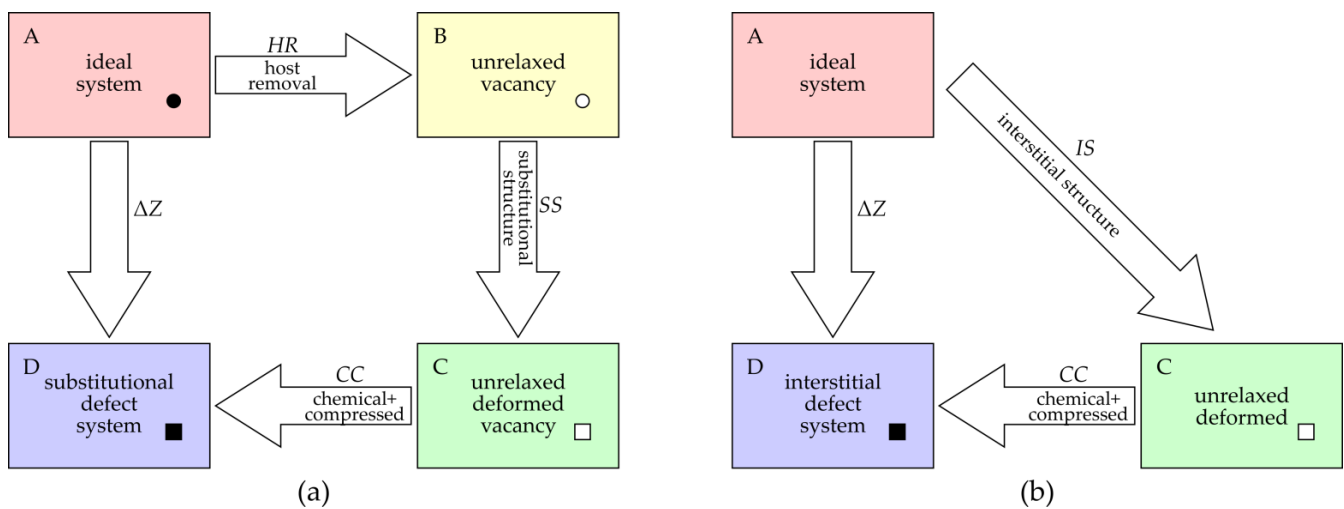 A
ideal
system
HR
host
removal
B
unrelaxed
vacancy
ΔZ
substitutional
structure
SS
D
substitutional
defect
system
CC
chemical+
compressed
C
unrelaxed
deformed
vacancy
(a)
A
ideal
system
IS
interstitial structure
ΔZ
D
interstitial
defect
system
CC
chemical+
compressed
C
unrelaxed
deformed
(b)